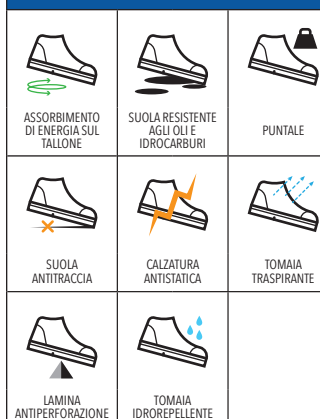 ASSORBIMENTO
DI ENERGIA SUL
TALLONE
SUOLA RESISTENTE
AGLI OLI E
IDROCARBURI
PUNTALE
SUOLA
ANTITRACCIA
CALZATURA
ANTISTATICA
TOMAIA
TRASPIRANTE
LAMINA
ANTIPERFORAZIONE
TOMAIA
IDROREPELLENTE